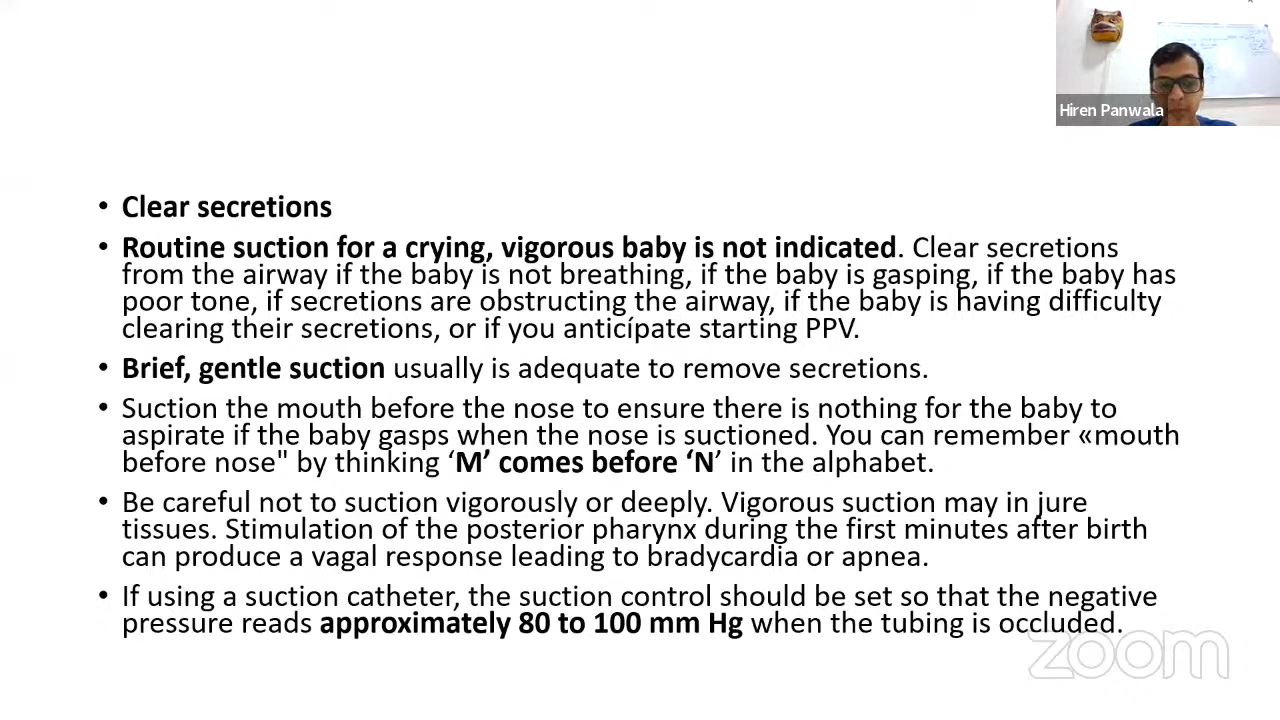 Hiren Panwala
• Clear secretions
• Routine suction for a crying, vigorous baby is not indicated. Clear secretions
from the airway if the baby is not breathing, if the baby is gasping, if the baby has
poor tone, if secretions are obstructing the airway, if the baby is having difficulty
clearing their secretions, or if you antícipate starting PPV.
• Brief, gentle suction usually is adequate to remove secretions.
• Suction the mouth before the nose to ensure there is nothing for the baby to
aspirate if the baby gasps when the nose is suctioned. You can remember «mouth
before nose" by thinking ‘M’ comes before ‘N’ in the alphabet.
• Be careful not to suction vigorously or deeply. Vigorous suction may in jure
tissues. Stimulation of the posterior pharynx during the first minutes after birth
can produce a vagal response leading to bradycardia or apnea.
• If using a suction catheter, the suction control should be set so that the negative
pressure reads approximately 80 to 100 mm Hg when the tubing is occluded.
zoom